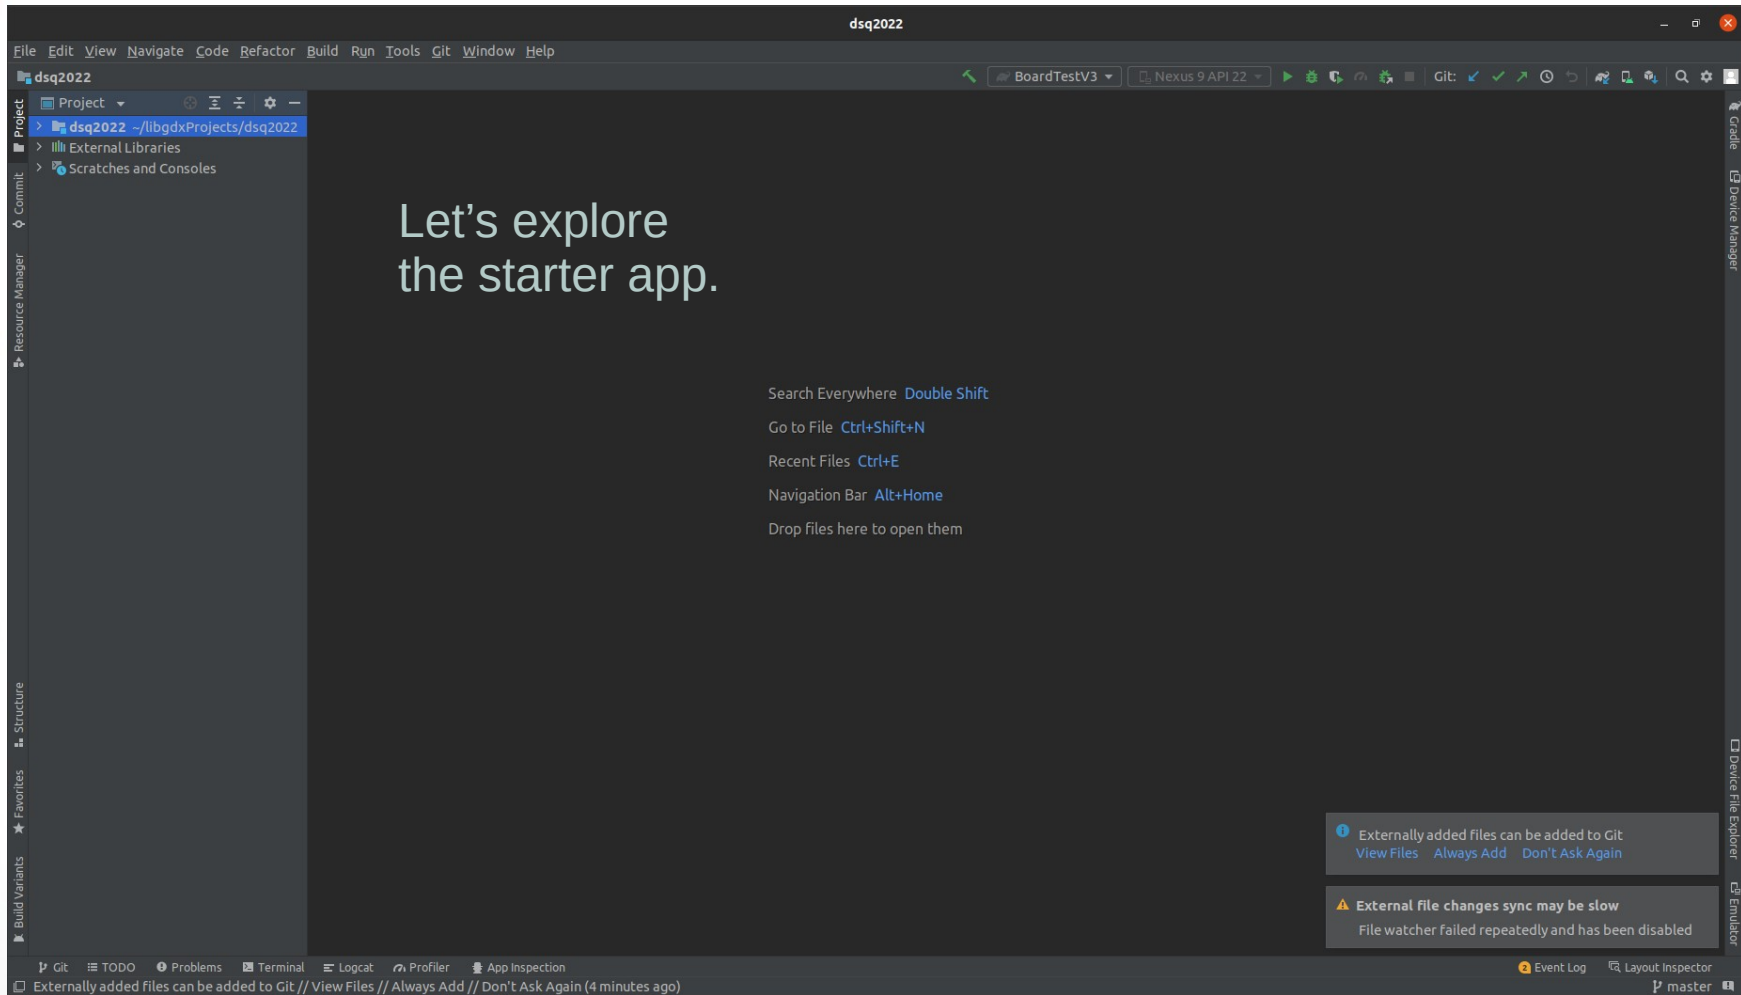 dsq2022
File Edit View Navigate Code Refactor Build Run Tools Git Window Help
dsq2022
BoardTestV3
Nexus 9 API 22
Git:
Project
dsq2022 ~/libgdxProjects/dsq2022
External Libraries
Scratches and Consoles
Project
Commit
Resource Manager
Structure
Favorites
Build Variants
Let’s explore
the starter app.
Search Everywhere Double Shift
Go to File Ctrl+Shift+N
Recent Files Ctrl+E
Navigation Bar Alt+Home
Drop files here to open them
Gradle
Device Manager
Device File Explorer
Emulator
Externally added files can be added to Git
View Files Always Add Don't Ask Again
External file changes sync may be slow
File watcher failed repeatedly and has been disabled
Git TODO Problems Terminal Logcat Profiler App Inspection
2 Event Log Layout Inspector
Externally added files can be added to Git // View Files // Always Add // Don't Ask Again (4 minutes ago)
master